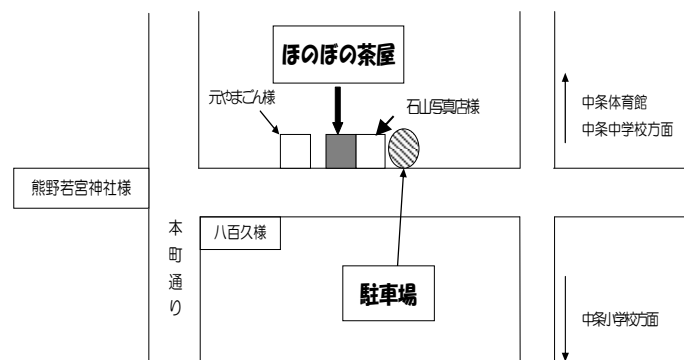 ほのぼの茶屋
元やまごん様
石山写真店様
中条体育館
中条中学校方面
熊野若宮神社様
本町通り
八百久様
駐車場
中条小学校方面